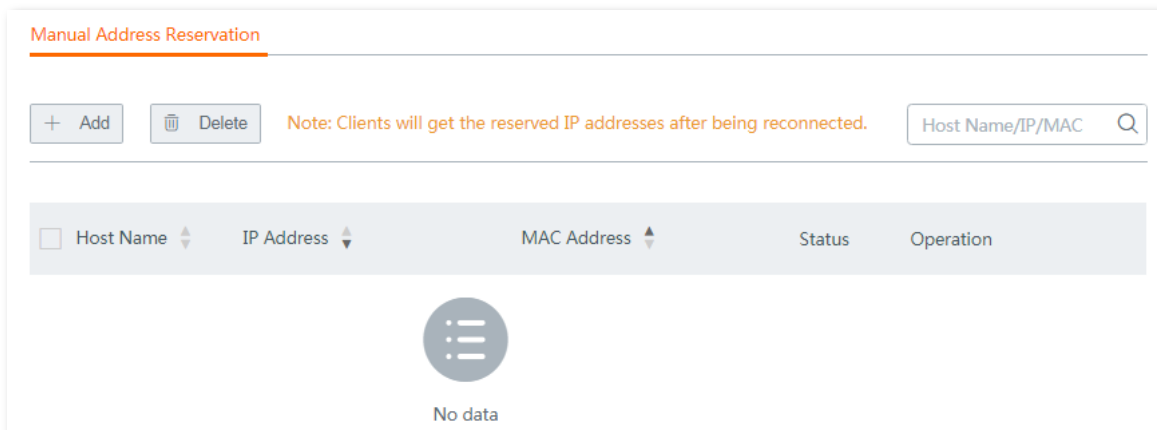 Manual Address Reservation
Add Delete Note: Clients will get the reserved IP addresses after being reconnected. Host Name/IP/MAC
Host Name IP Address MAC Address Status Operation
No data